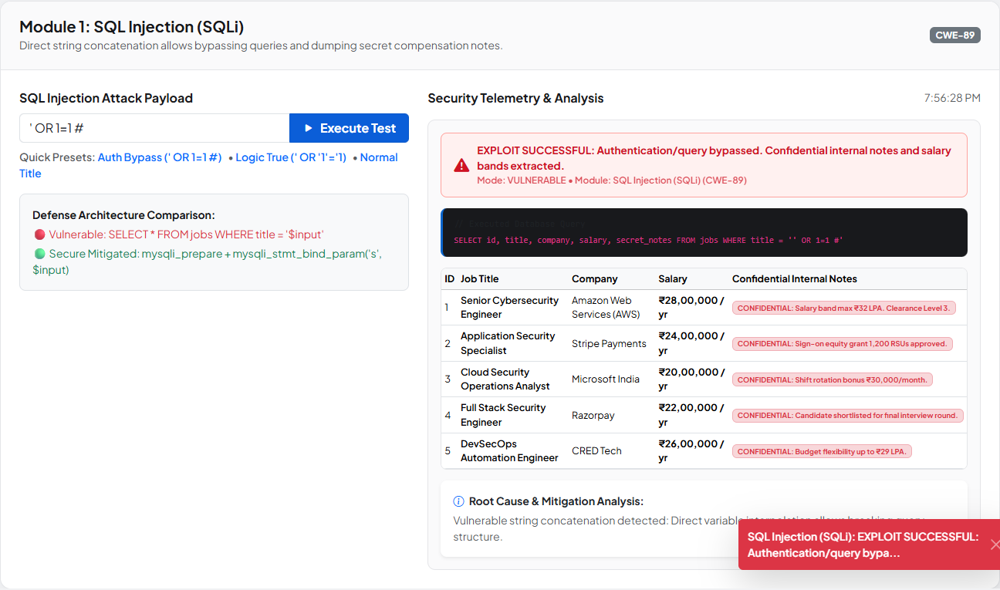 Module 1: SQL Injection (SQLi)
Direct string concatenation allows bypassing queries and dumping secret compensation notes.
CWE-89
SQL Injection Attack Payload
' OR 1=1 #
Execute Test
Quick Presets: Auth Bypass (' OR 1=1 #) • Logic True (' OR '1'='1) • Normal
Title
Defense Architecture Comparison:
Vulnerable: SELECT * FROM jobs WHERE title = '$input'
Secure Mitigated: mysqli_prepare + mysqli_stmt_bind_param('s',
$input)
Security Telemetry & Analysis
7:56:28 PM
EXPLOIT SUCCESSFUL: Authentication/query bypassed. Confidential internal notes and salary
bands extracted.
Mode: VULNERABLE • Module: SQL Injection (SQLi) (CWE-89)
// Executed Database Query
SELECT id, title, company, salary, secret_notes FROM jobs WHERE title = '' OR 1=1 #'
ID Job Title Company Salary Confidential Internal Notes
1 Senior Cybersecurity Engineer Amazon Web Services (AWS) ₹28,00,000 / yr CONFIDENTIAL: Salary band max ₹32 LPA. Clearance Level 3.
2 Application Security Specialist Stripe Payments ₹24,00,000 / yr CONFIDENTIAL: Sign-on equity grant 1,200 RSUs approved.
3 Cloud Security Operations Analyst Microsoft India ₹20,00,000 / yr CONFIDENTIAL: Shift rotation bonus ₹30,000/month.
4 Full Stack Security Engineer Razorpay ₹22,00,000 / yr CONFIDENTIAL: Candidate shortlisted for final interview round.
5 DevSecOps Automation Engineer CRED Tech ₹26,00,000 / yr CONFIDENTIAL: Budget flexibility up to ₹29 LPA.
Root Cause & Mitigation Analysis:
Vulnerable string concatenation detected: Direct variable
structure.
SQL Injection (SQLi): EXPLOIT SUCCESSFUL:
Authentication/query bypa...